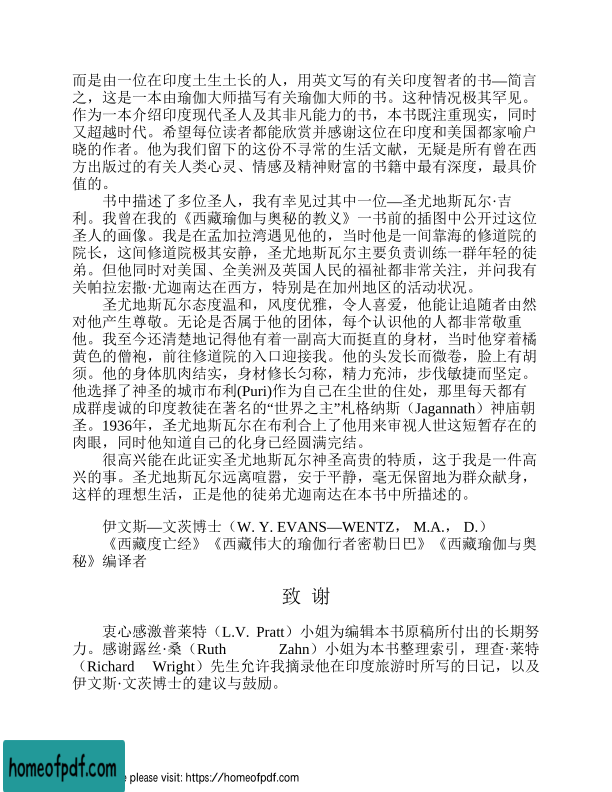 而是由一位在印度土生土长的人，用英文写的有关印度智者的书—简言
之，这是一本由瑜伽大师描写有关瑜伽大师的书。这种情况极其罕见。
作为一本介绍印度现代圣人及其非凡能力的书，本书既注重现实，同时
又超越时代。希望每位读者都能欣赏并感谢这位在印度和美国都家喻户
晓的作者。他为我们留下的这份不寻常的生活文献，无疑是所有曾在西
方出版过的有关人类心灵、情感及精神财富的书籍中最有深度，最具价
值的。
书中描述了多位圣人，我有幸见过其中一位—圣尤地斯瓦尔·吉
利。我曾在我的《西藏瑜伽与奥秘的教义》一书前的插图中公开过这位
圣人的画像。我是在孟加拉湾遇见他的，当时他是一间靠海的修道院的
院长，这间修道院极其安静，圣尤地斯瓦尔主要负责训练一群年轻的徒
弟。但他同时对美国、全美洲及英国人民的福祉都非常关注，并问我有
关帕拉宏撒·尤迦南达在西方，特别是在加州地区的活动状况。
圣尤地斯瓦尔态度温和，风度优雅，令人喜爱，他能让追随者由然
对他产生尊敬。无论是否属于他的团体，每个认识他的人都非常敬重
他。我至今还清楚地记得他有着一副高大而挺直的身材，当时他穿着橘
黄色的僧袍，前往修道院的入口迎接我。他的头发长而微卷，脸上有胡
须。他的身体肌肉结实，身材修长匀称，精力充沛，步伐敏捷而坚定。
他选择了神圣的城市布利(Puri)作为自己在尘世的住处，那里每天都有
成群虔诚的印度教徒在著名的“世界之主”札格纳斯（Jagannath）神庙朝
圣。1936年，圣尤地斯瓦尔在布利合上了他用来审视人世这短暂存在的
肉眼，同时他知道自己的化身已经圆满完结。
很高兴能在此证实圣尤地斯瓦尔神圣高贵的特质，这于我是一件高
兴的事。圣尤地斯瓦尔远离喧嚣，安于平静，毫无保留地为群众献身，
这样的理想生活，正是他的徒弟尤迦南达在本书中所描述的。
伊文斯—文茨博士（W. Y. EVANS—WENTZ， M.A.， D.）
《西藏度亡经》《西藏伟大的瑜伽行者密勒日巴》《西藏瑜伽与奥
秘》编译者
致 谢
衷心感激普莱特（L.V. Pratt）小姐为编辑本书原稿所付出的长期努
力。感谢露丝·桑（Ruth Zahn）小姐为本书整理索引，理查·莱特
（Richard Wright）先生允许我摘录他在印度旅游时所写的日记，以及
伊文斯·文茨博士的建议与鼓励。
homeofpdf.com
please visit: https://homeofpdf.com